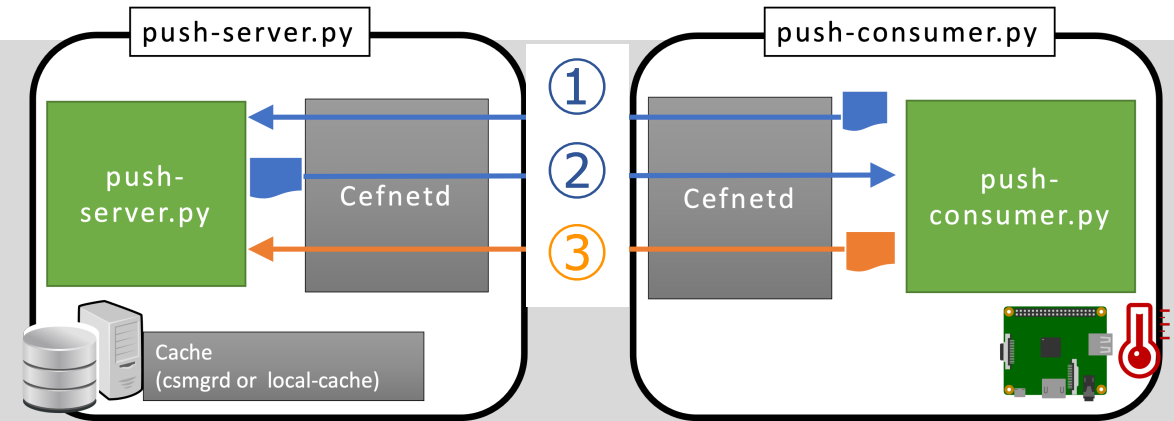 push-server.py
push-consumer.py
①
②
③
push-
server.py
Cefnetd
Cefnetd
push-
consumer.py
Cache
(csmgrd or local-cache)